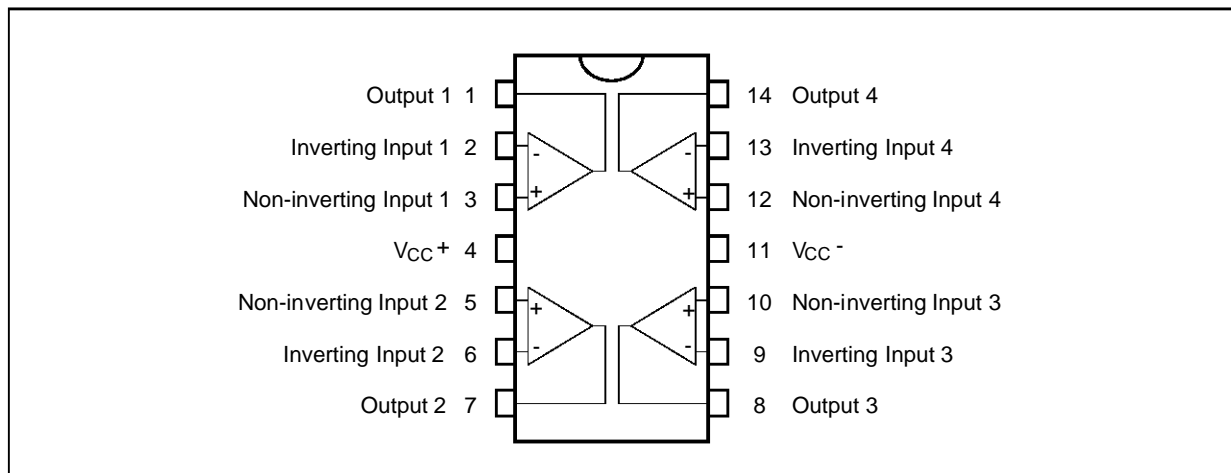 Output 1 1
14 Output 4
Inverting Input 1 2
-
-
13 Inverting Input 4
Non-inverting Input 1 3
+
+
12 Non-inverting Input 4
VCC + 4
11 VCC -
Non-inverting Input 2 5
+
+
10 Non-inverting Input 3
Inverting Input 2 6
-
-
9 Inverting Input 3
Output 2 7
8 Output 3